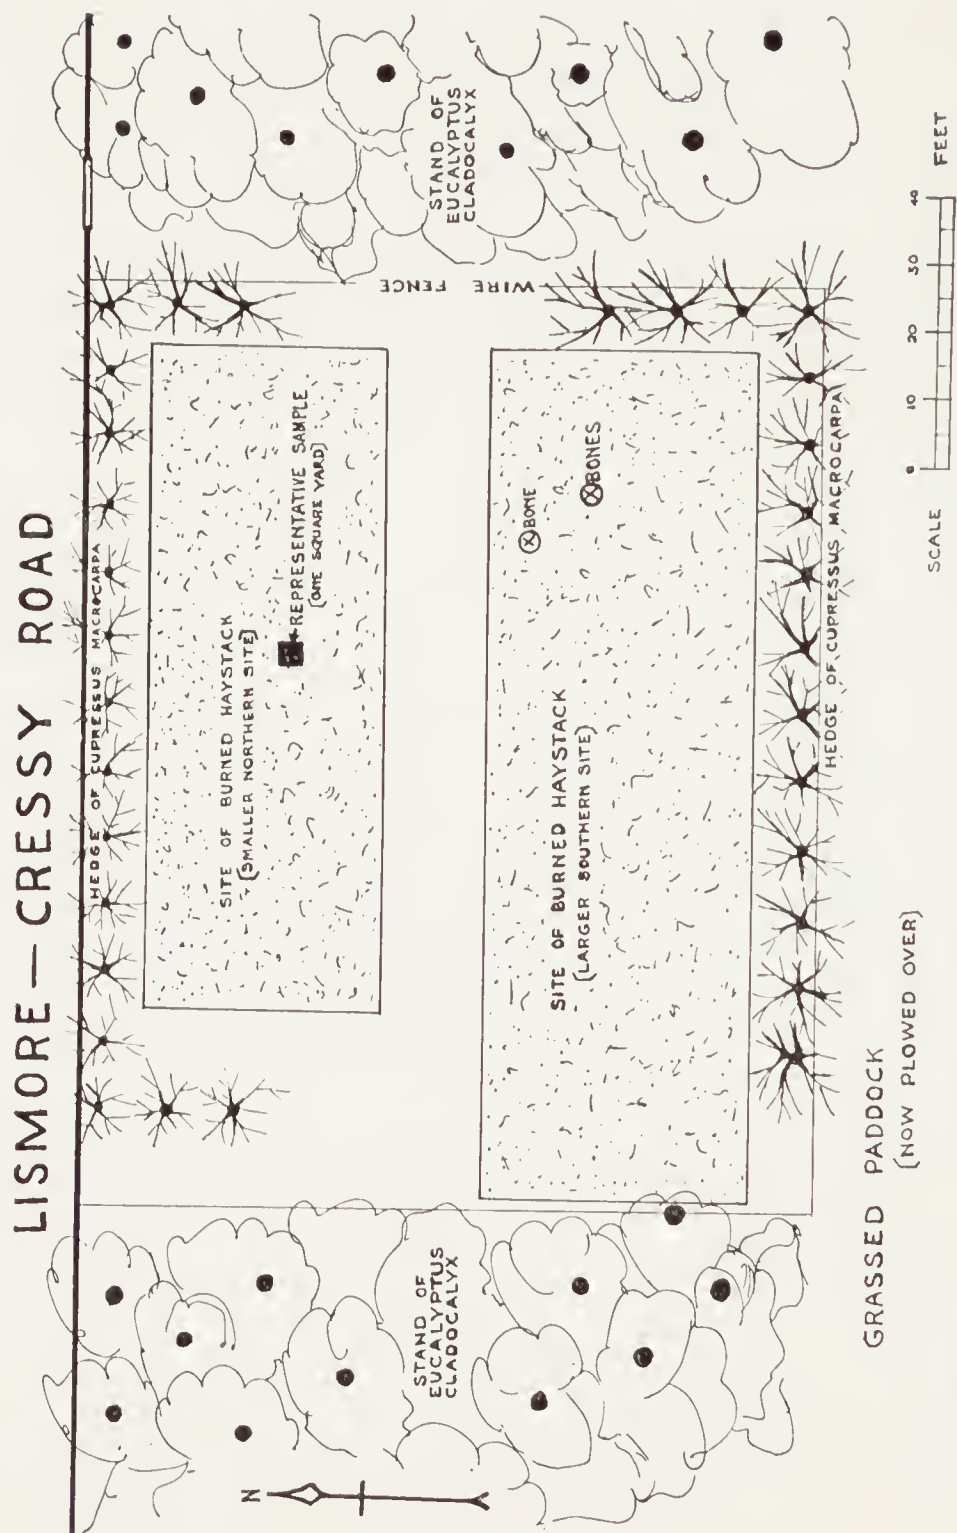 LISMORE — CRESSY ROAD
HEDGE OF CUPRESSUS MACROCARPA
SITE OF BURNED HAYSTACK
(SMALLER NORTHERN SITE)
REPRESENTATIVE SAMPLE
(ONE SQUARE YARD)
STAND OF
EUCALYPTUS
CLADOCALYX
WIRE FENCE
N
STAND OF
EUCALYPTUS
CLADOCALYX
BONE
BONES
SITE OF BURNED HAYSTACK
(LARGER SOUTHERN SITE)
HEDGE OF CUPRESSUS MACROCARPA
GRASSED PADDOCK
(NOW PLOWED OVER)
SCALE
0 10 20 30 40
FEET